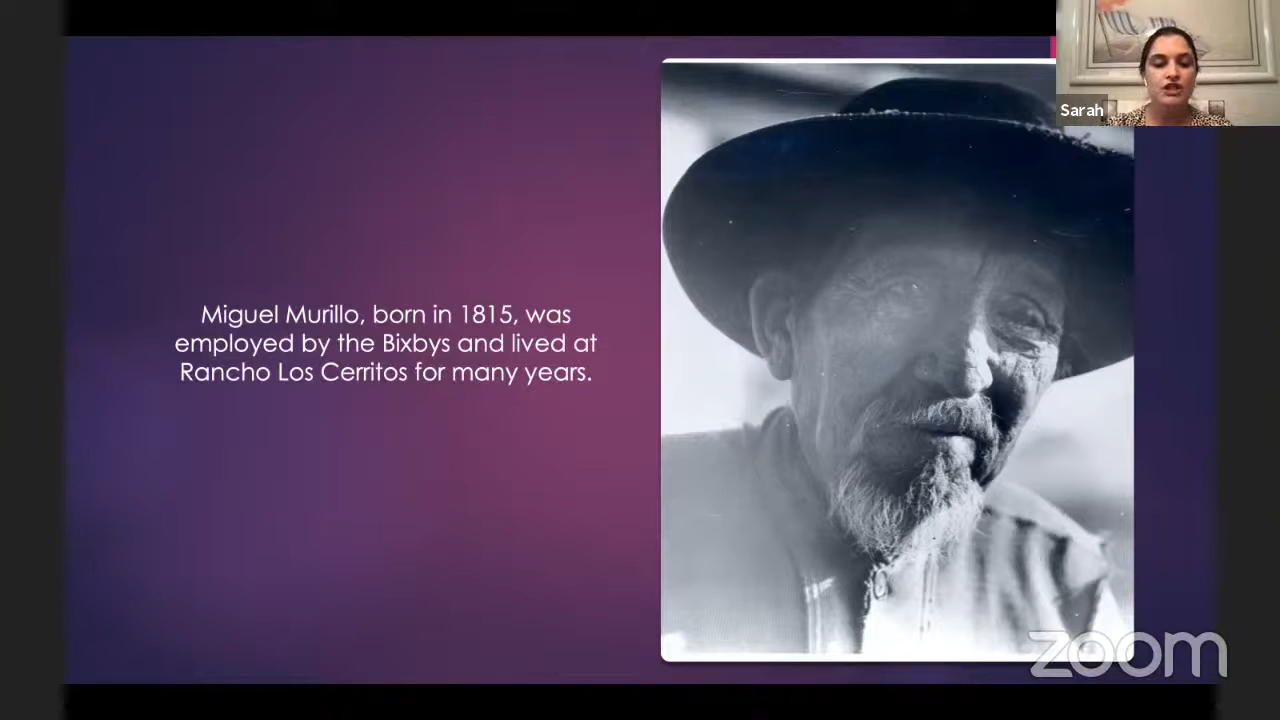 Sarah
Miguel Murillo, born in 1815, was
employed by the Bixbys and lived at
Rancho Los Cerritos for many years.
zoom